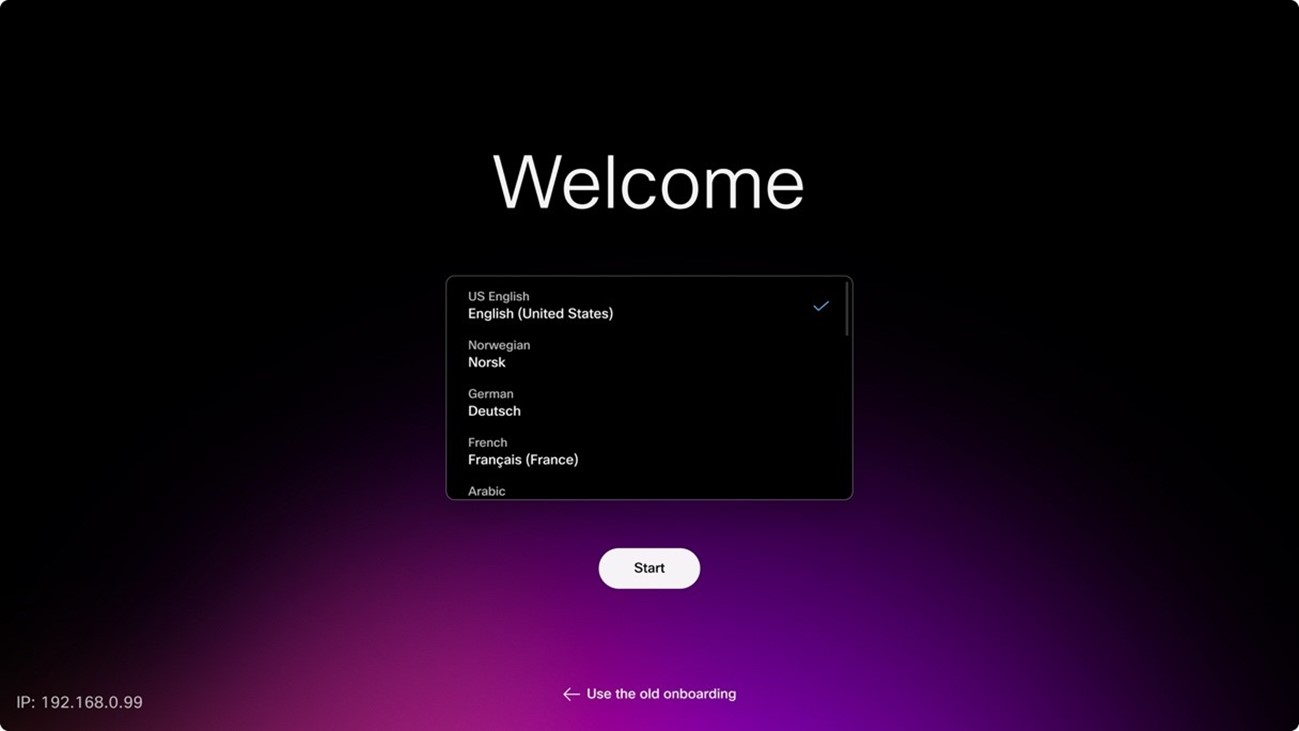 Welcome
US English
English (United States)
Norwegian
Norsk
German
Deutsch
French
Français (France)
Arabic
Start
← Use the old onboarding
IP: 192.168.0.99